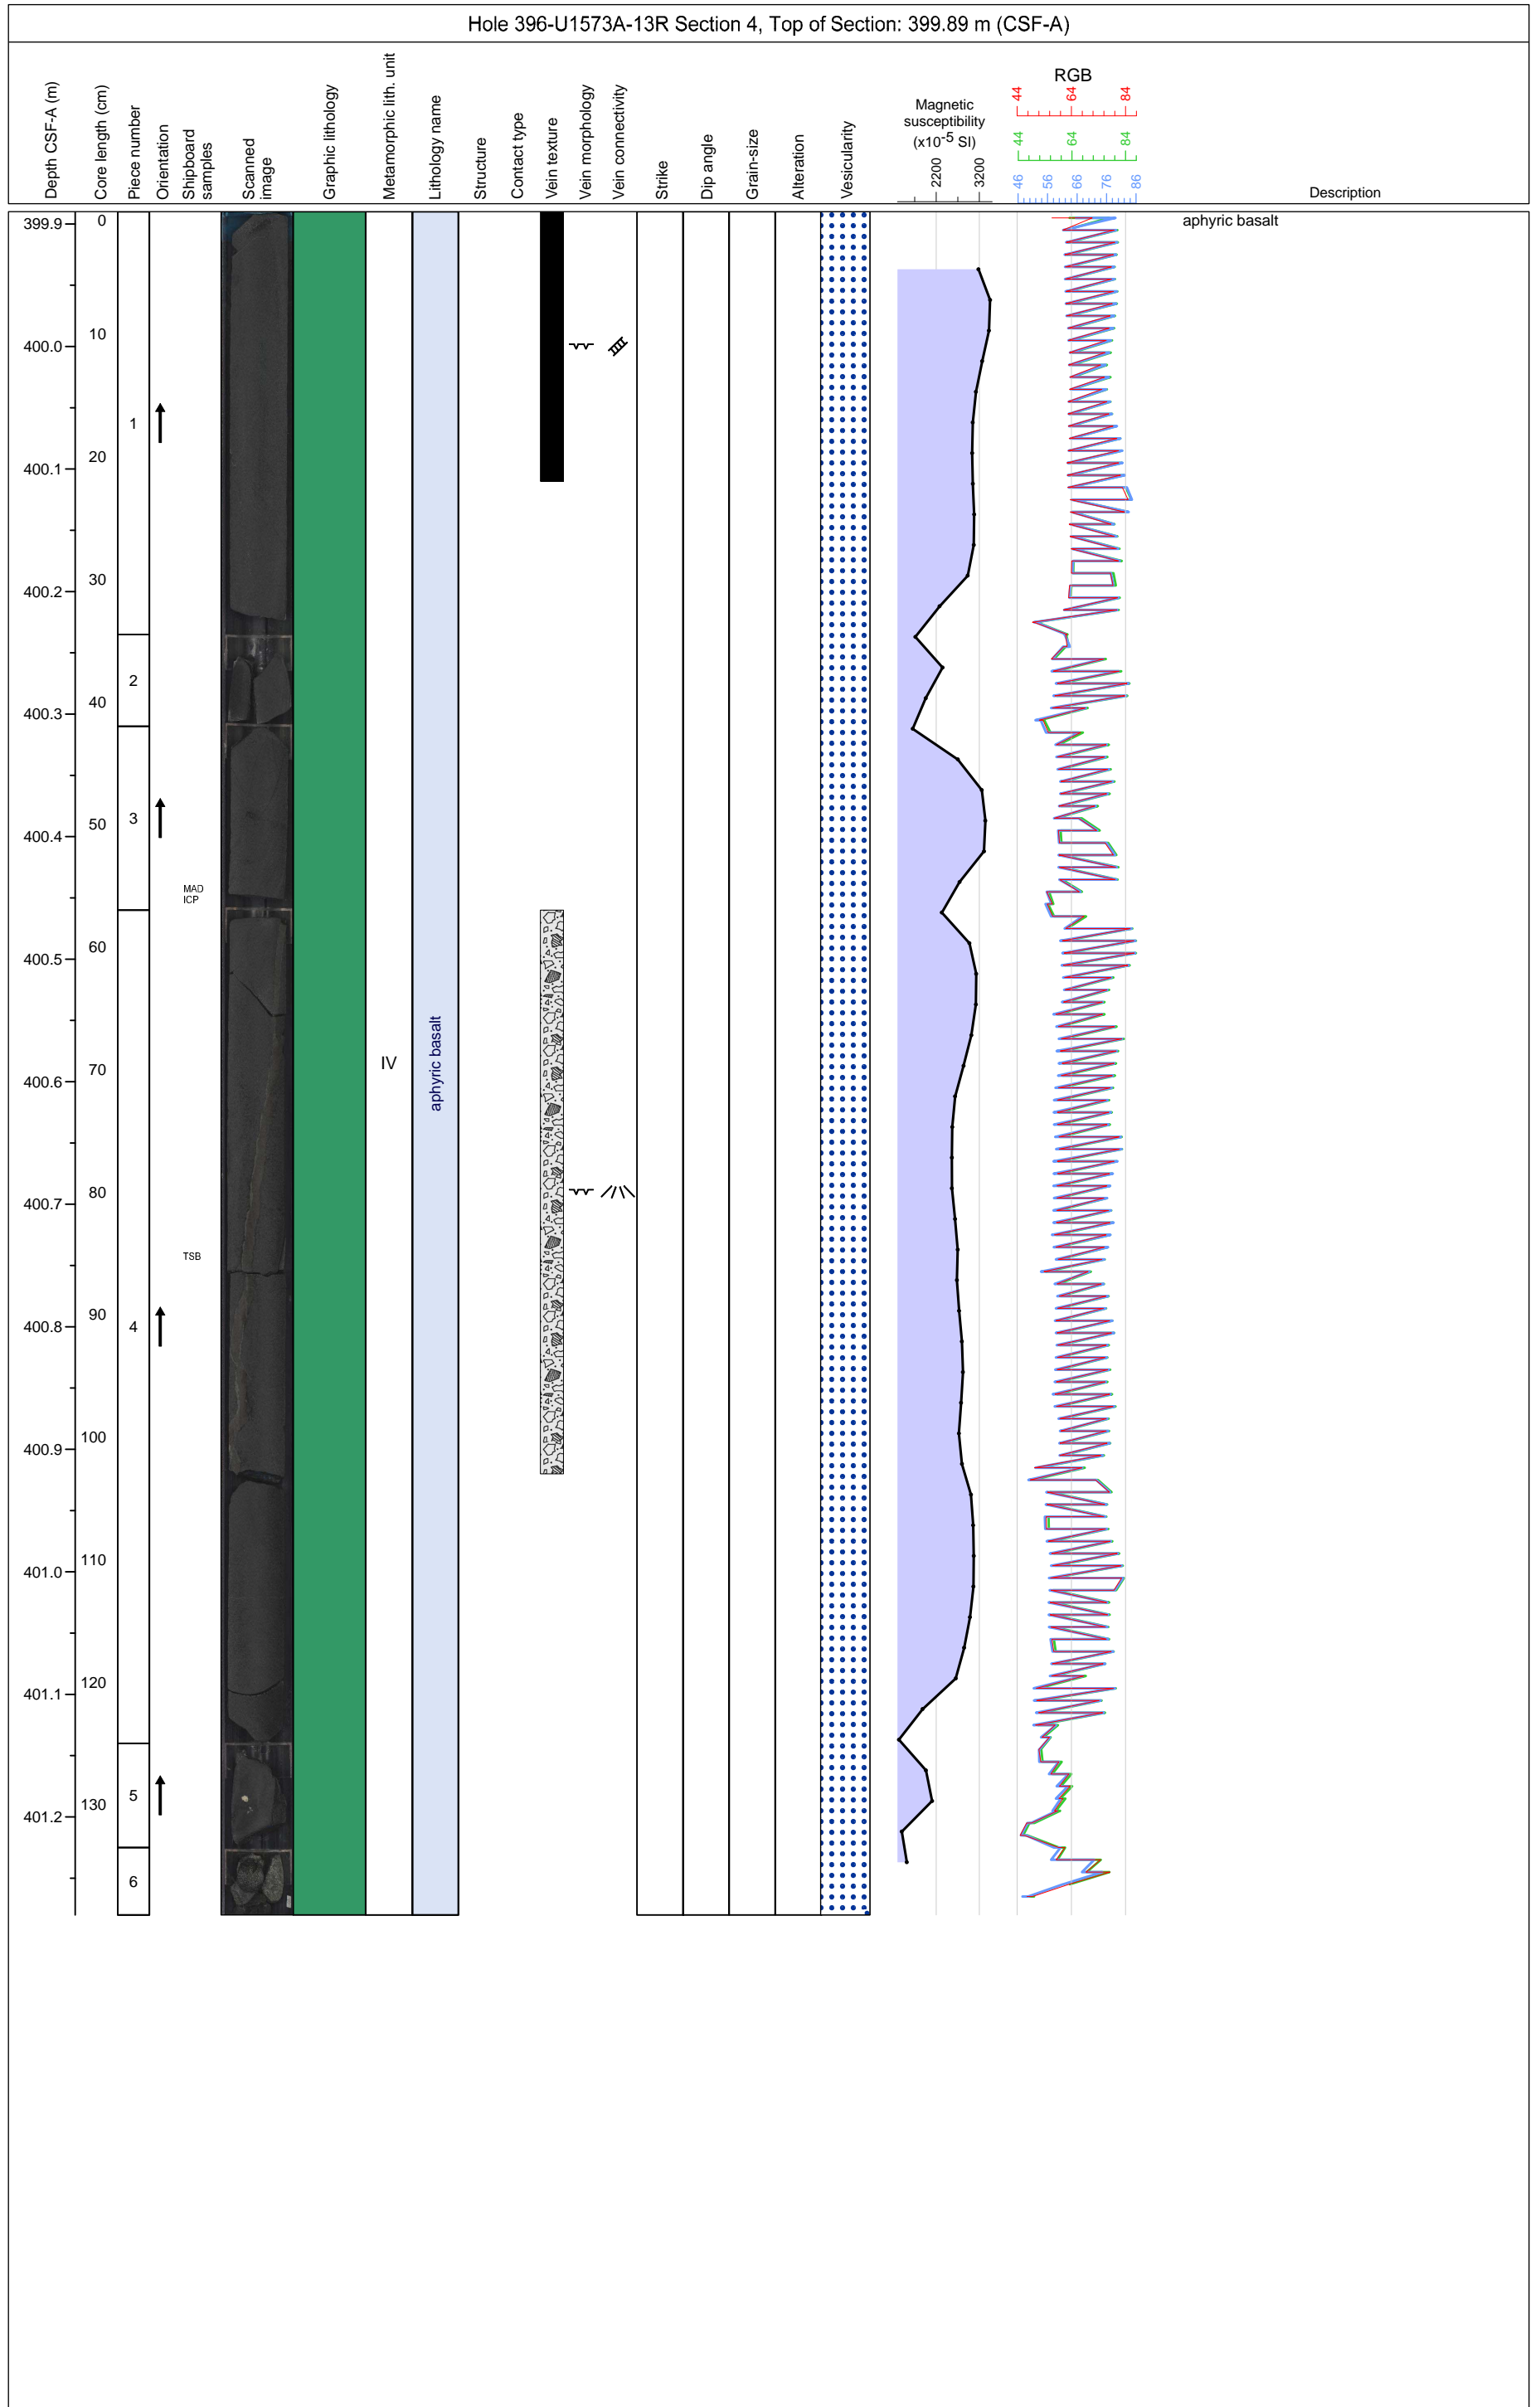 Hole 396-U1573A-13R Section 4, Top of Section: 399.89 m (CSF-A)
Depth CSF-A (m)
Core length (cm)
Piece number
Orientation
Shipboard
samples
Scanned
image
Graphic lithology
Metamorphic lith. unit
Lithology name
Structure
Contact type
Vein texture
Vein morphology
Vein connectivity
Strike
Dip angle
Grain-size
Alteration
Vesicularity
Magnetic
susceptibility
(x10-5 SI)
2200 3200
RGB
44 64 84
44 64 84
46 56 66 76 86
Description
399.9 0 aphyric basalt
10
400.0
1
20
400.1
30
400.2
2
40
400.3
3
50
400.4
MAD
ICP
60
400.5
aphyric basalt
IV
70
400.6
80
400.7
TSB
90
4
400.8
100
400.9
110
401.0
120
401.1
5
130
401.2
6